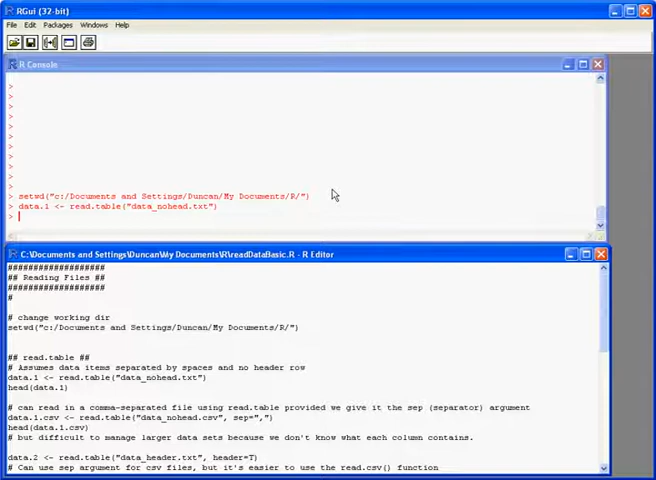 RGui (32-bit)
File Edit Packages Windows Help
R Console
>
>
>
>
>
>
>
>
>
>
>
> setwd("c:/Documents and Settings/Duncan/My Documents/R/")
> data.1 <- read.table("data_nohead.txt")
>
C:\Documents and Settings\Duncan\My Documents\R\readDataBasic.R - R Editor
###################
## Reading Files ##
###################
#
# change working dir
setwd("c:/Documents and Settings/Duncan/My Documents/R/")
## read.table ##
# Assumes data items separated by spaces and no header row
data.1 <- read.table("data_nohead.txt")
head(data.1)
# can read in a comma-separated file using read.table provided we give it the sep (separator) argument
data.1.csv <- read.table("data_nohead.csv", sep=",")
head(data.1.csv)
# but difficult to manage larger data sets because we don't know what each column contains.
data.2 <- read.table("data_header.txt", header=T)
# Can use sep argument for csv files, but it's easier to use the read.csv() function